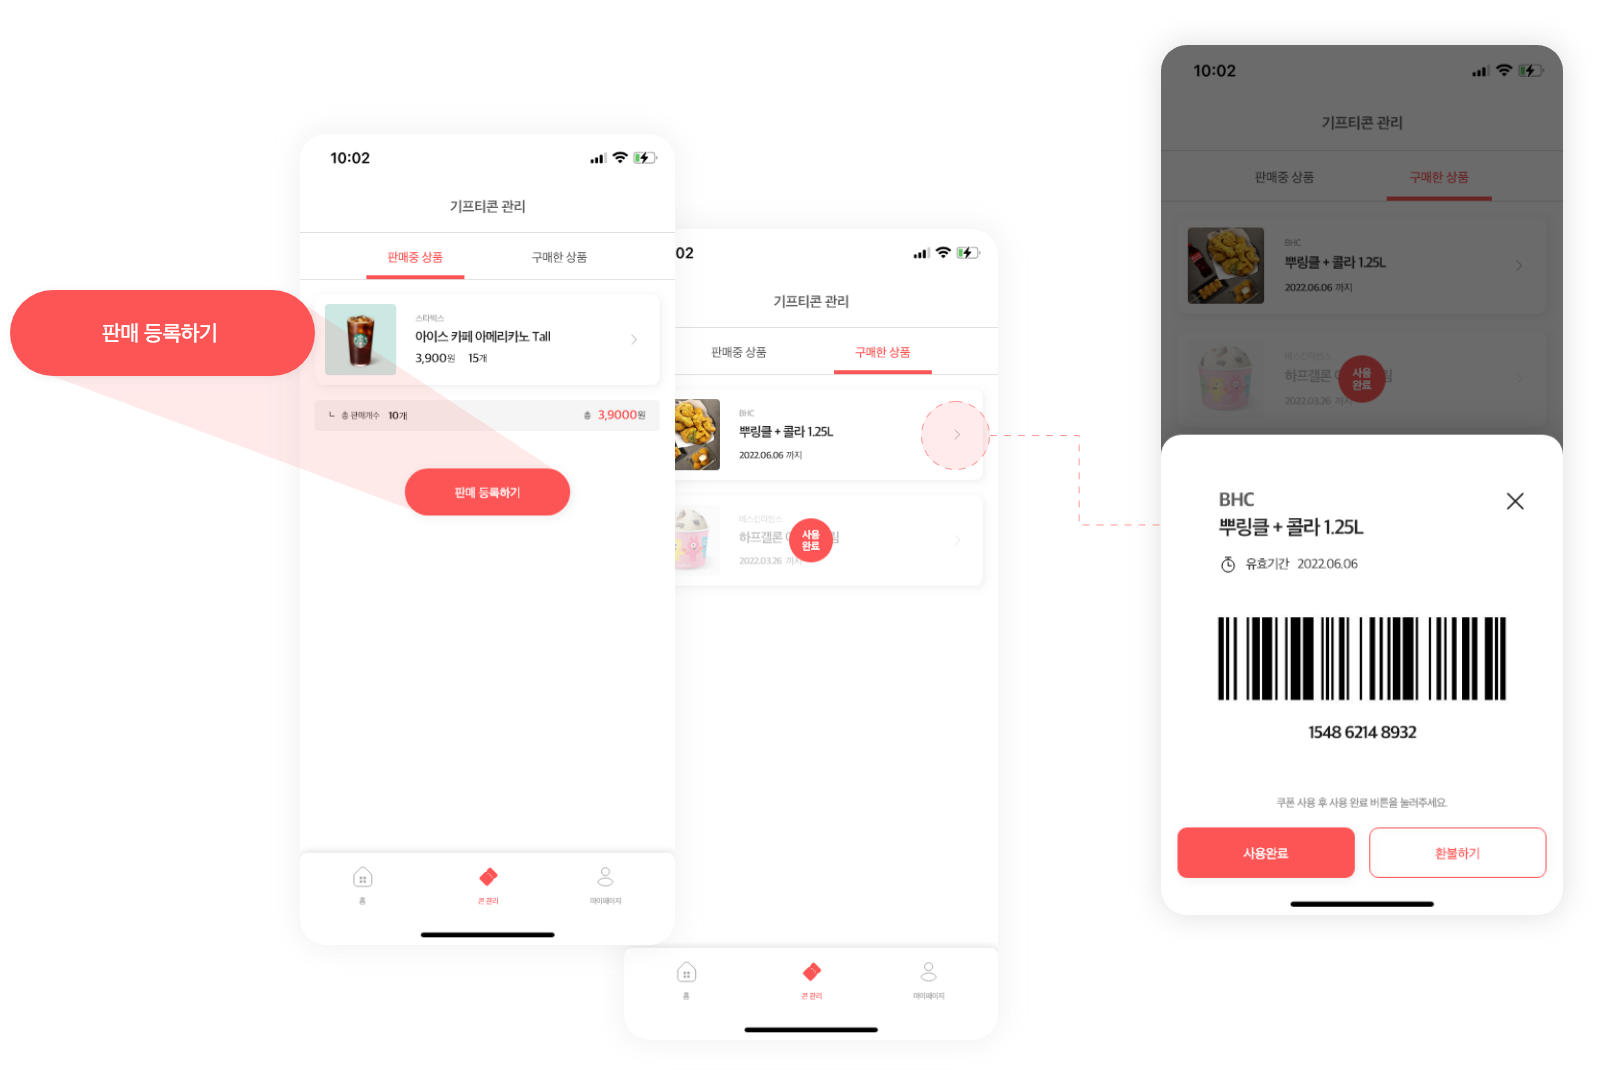 판매 등록하기
10:02
기프티콘 관리
판매중 상품
구매한 상품
스타벅스
아이스 카페 아메리카노 Tall
3,900원 15개
ㄴ 총 판매개수 10개
총 3,9000원
판매 등록하기
홈
콘관리
마이페이지
02
기프티콘 관리
판매중 상품
구매한 상품
BHC
뿌링클 + 콜라 1.25L
2022.06.06 까지
베스킨라빈스
하프갤론
사용
완료
2022.03.26 까지
홈
콘관리
마이페이지
10:02
기프티콘 관리
판매중 상품
구매한 상품
BHC
뿌링클 + 콜라 1.25L
2022.06.06 까지
베스킨라빈스
하프갤론
사용
완료
2022.03.26 까지
BHC
뿌링클 + 콜라 1.25L
유효기간 2022.06.06
1548 6214 8932
쿠폰 사용 후 사용 완료 버튼을 눌러주세요.
사용완료
환불하기